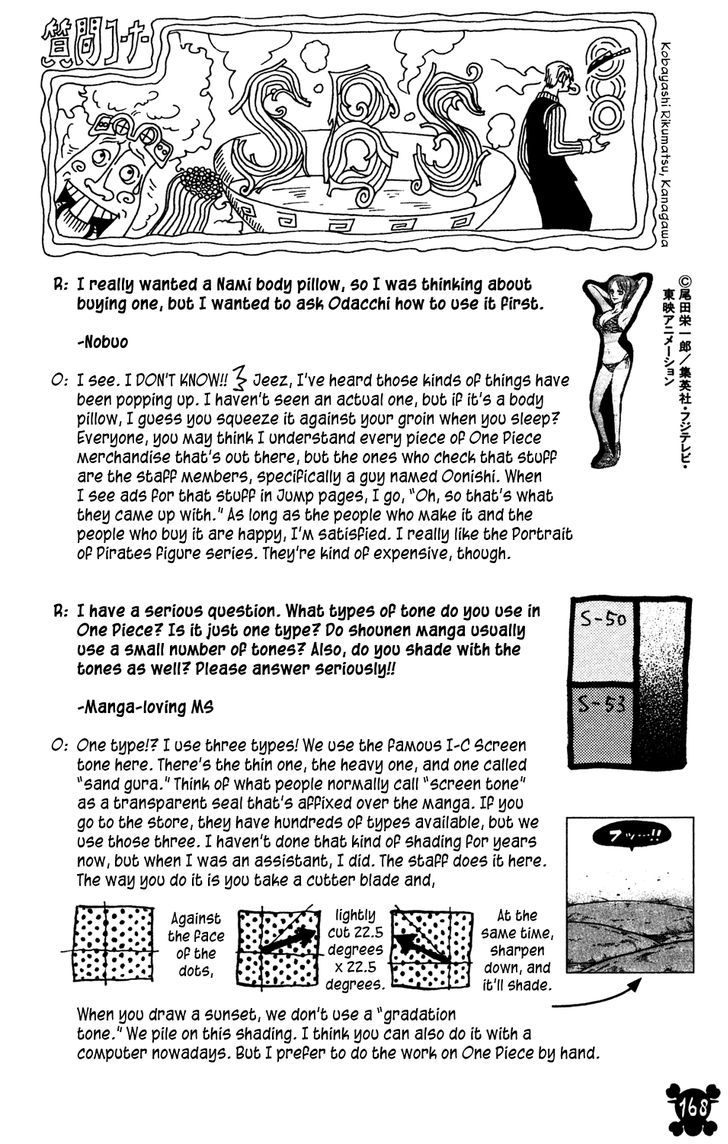 質問コーナー
SBS
Kobayashi Rikumatsu, Kanagawa
R: I really wanted a Nami body pillow, so I was thinking about
buying one, but I wanted to ask Odacchi how to use it first.
-Nobuo
©尾田栄一郎／集英社・フジテレビ・
東映アニメーション
O: I see. I DON'T KNOW!! Jeez, I've heard those kinds of things have
been popping up. I haven't seen an actual one, but if it's a body
pillow, I guess you squeeze it against your groin when you sleep?
Everyone, you may think I understand every piece of One Piece
merchandise that's out there, but the ones who check that stuff
are the staff members, specifically a guy named Oonishi. When
I see ads for that stuff in Jump pages, I go, "Oh, so that's what
they came up with." As long as the people who make it and the
people who buy it are happy, I'm satisfied. I really like the Portrait
of Pirates figure series. They're kind of expensive, though.
R: I have a serious question. What types of tone do you use in
One Piece? Is it just one type? Do shounen manga usually
use a small number of tones? Also, do you shade with the
tones as well? Please answer seriously!!
-Manga-loving MS
S-50
S-53
O: One type!? I use three types! We use the famous I-C Screen
tone here. There's the thin one, the heavy one, and one called
"sand gura." Think of what people normally call "screen tone"
as a transparent seal that's affixed over the manga. If you
go to the store, they have hundreds of types available, but we
use those three. I haven't done that kind of shading for years
now, but when I was an assistant, I did. The staff does it here.
The way you do it is you take a cutter blade and,
フッ…!!
Against
the face
of the
dots,
lightly
cut 22.5
degrees
x 22.5
degrees.
At the
same time,
sharpen
down, and
it'll shade.
When you draw a sunset, we don't use a "gradation
tone." We pile on this shading. I think you can also do it with a
computer nowadays. But I prefer to do the work on One Piece by hand.
168